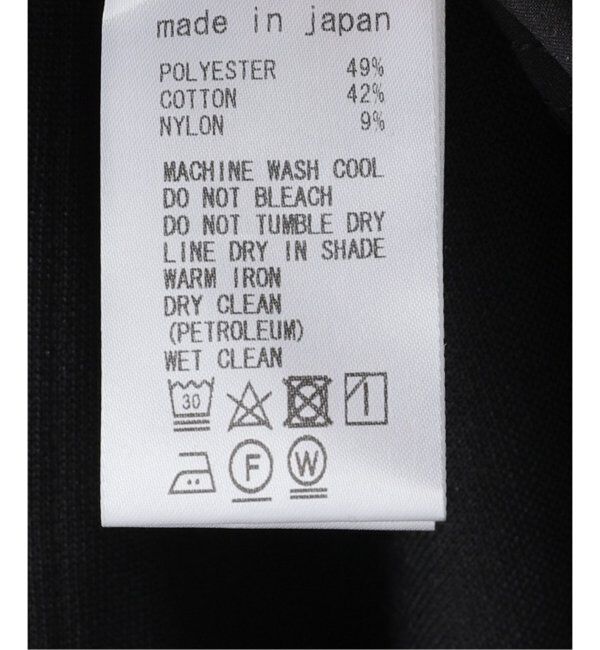 made in japan
POLYESTER 49%
COTTON 42%
NYLON 9%
MACHINE WASH COOL
DO NOT BLEACH
DO NOT TUMBLE DRY
LINE DRY IN SHADE
WARM IRON
DRY CLEAN
(PETROLEUM)
WET CLEAN
30
F W